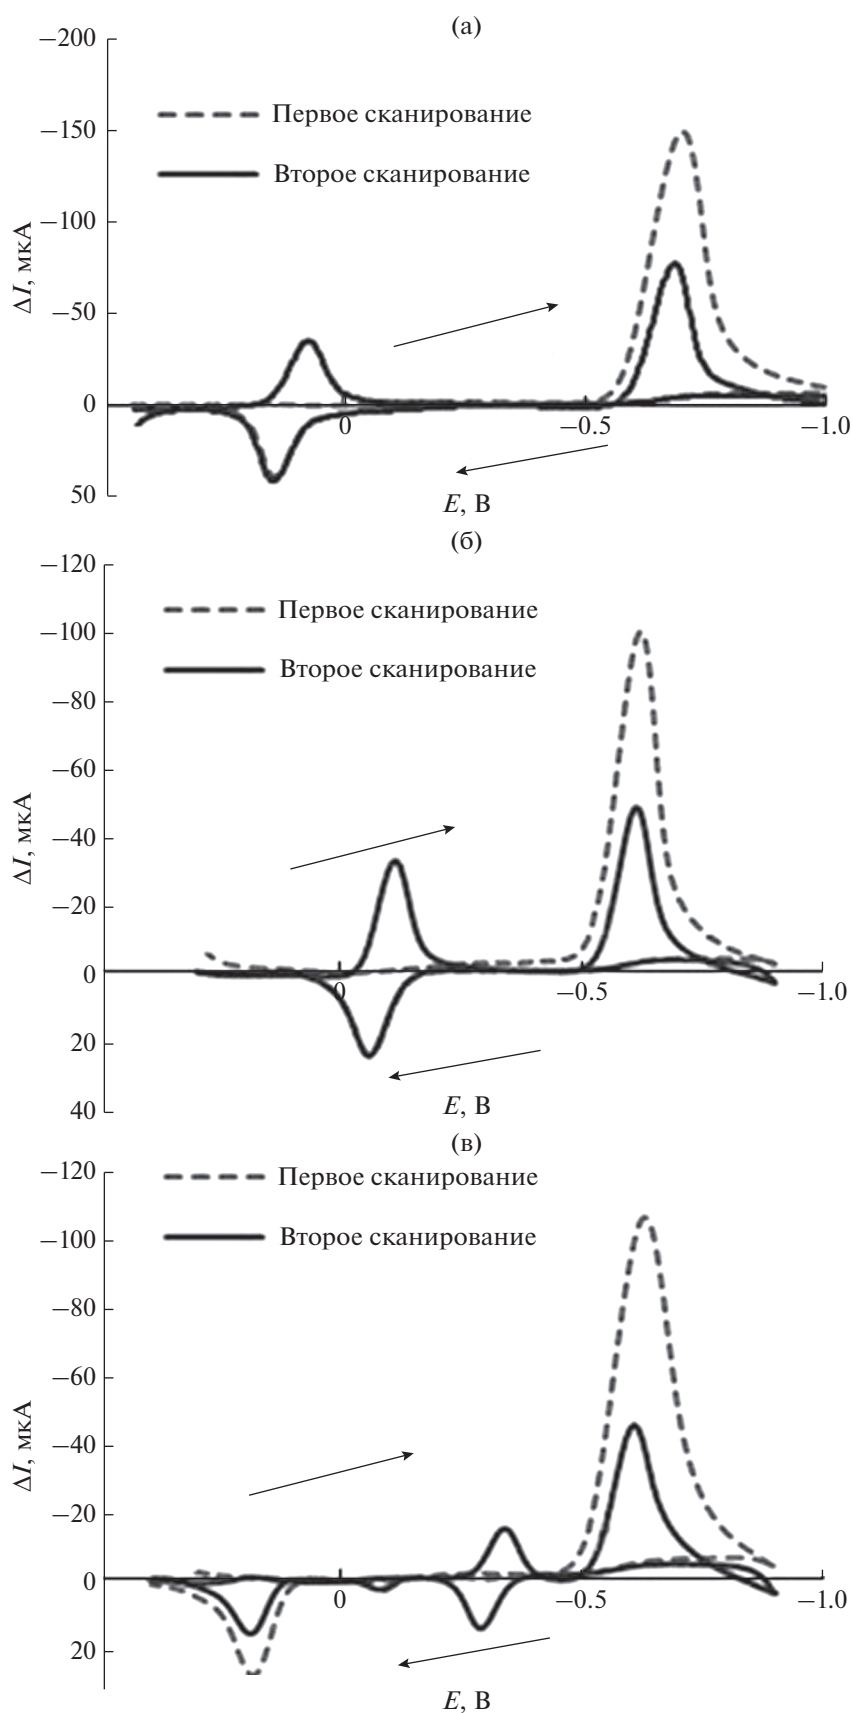 (а)
−200
−150
−100
−50
0
50
ΔI, мкА
Первое сканирование
Второе сканирование
0
−0.5
−1.0
E, В
(б)
−120
−100
−80
−60
−40
−20
0
20
40
ΔI, мкА
Первое сканирование
Второе сканирование
0
−0.5
−1.0
E, В
(в)
−120
−100
−80
−60
−40
−20
0
20
ΔI, мкА
Первое сканирование
Второе сканирование
0
−0.5
−1.0
E, В